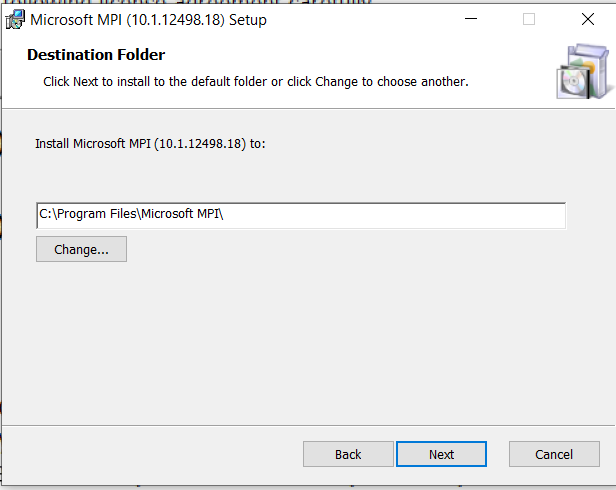 Microsoft MPI (10.1.12498.18) Setup
Destination Folder
Click Next to install to the default folder or click Change to choose another.
Install Microsoft MPI (10.1.12498.18) to:
C:\Program Files\Microsoft MPI\
Change...
Back
Next
Cancel